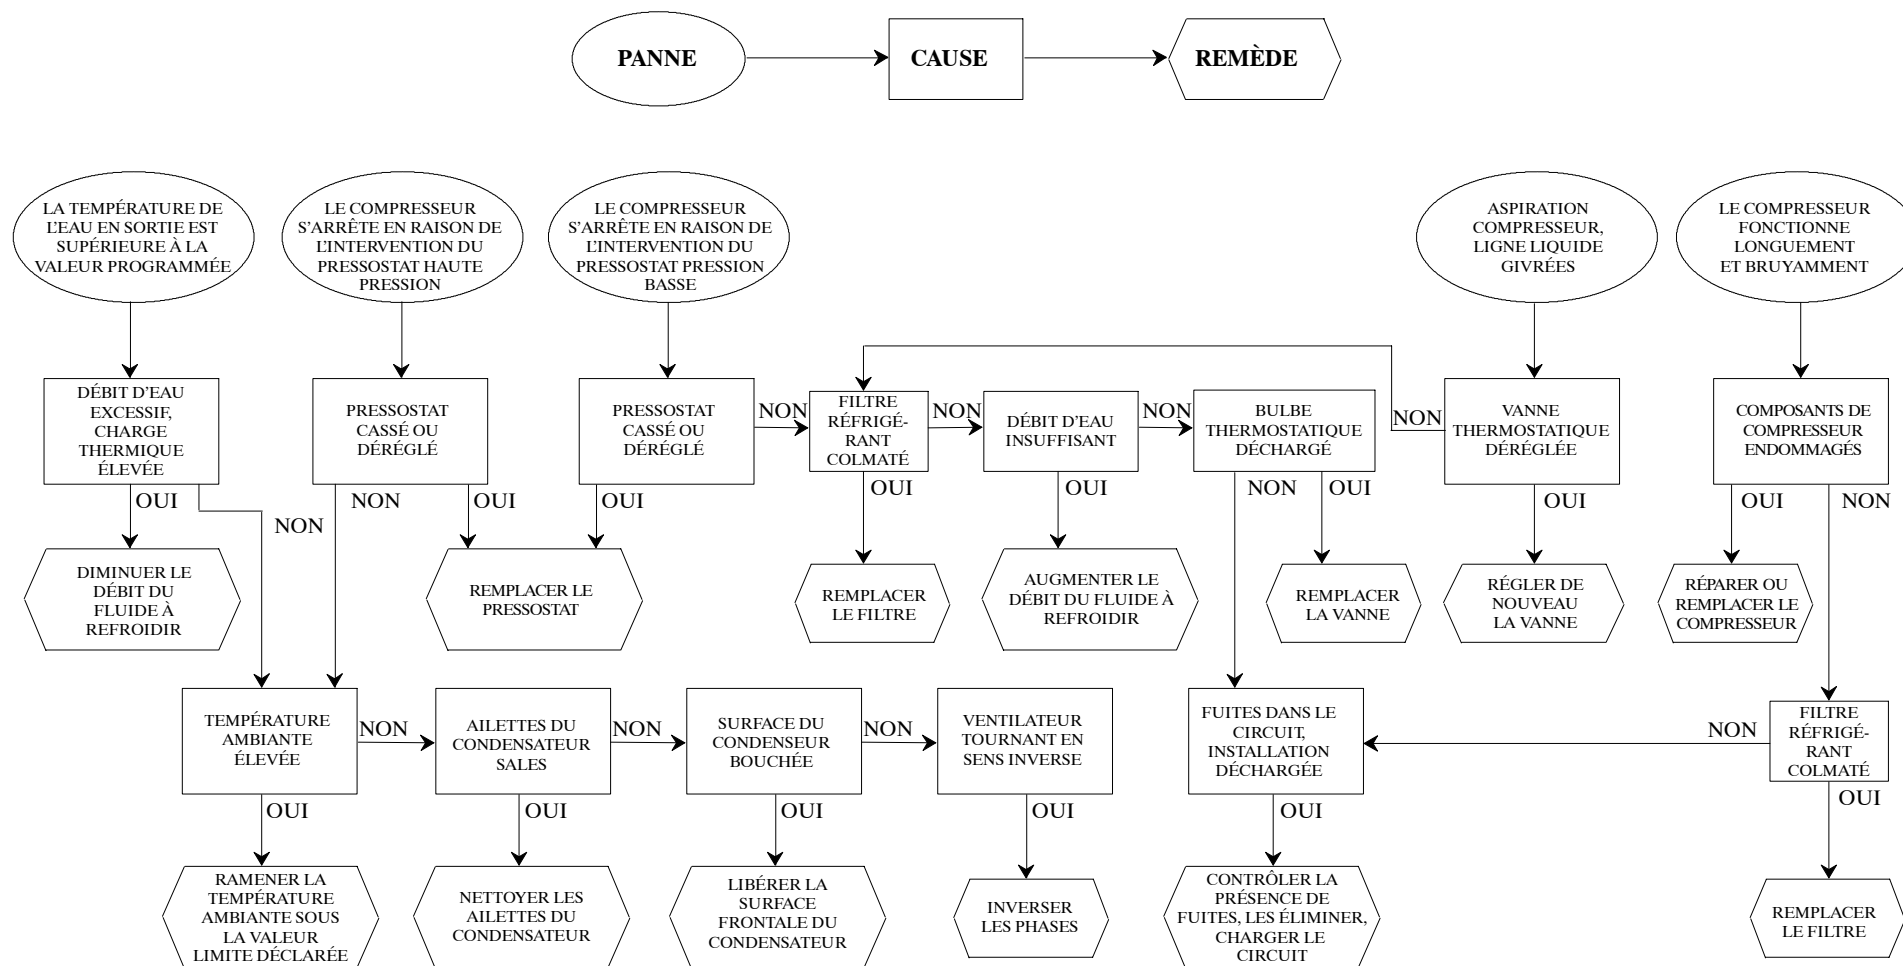 PANNE
CAUSE
REMÈDE
LA TEMPÉRATURE DE
L'EAU EN SORTIE EST
SUPÉRIEURE À LA
VALEUR PROGRAMMÉE
LE COMPRESSEUR
S'ARRÊTE EN RAISON DE
L'INTERVENTION DU
PRESSOSTAT HAUTE
PRESSION
LE COMPRESSEUR
S'ARRÊTE EN RAISON DE
L'INTERVENTION DU
PRESSOSTAT PRESSION
BASSE
ASPIRATION
COMPRESSEUR,
LIGNE LIQUIDE
GIVRÉES
LE COMPRESSEUR
FONCTIONNE
LONGUEMENT
ET BRUYAMMENT
DÉBIT D'EAU
EXCESSIF,
CHARGE
THERMIQUE
ÉLEVÉE
PRESSOSTAT
CASSÉ OU
DÉRÉGLÉ
PRESSOSTAT
CASSÉ OU
DÉRÉGLÉ
NON
FILTRE
RÉFRIGÉ-
RANT
COLMATÉ
NON
DÉBIT D'EAU
INSUFFISANT
NON
BULBE
THERMOSTATIQUE
DÉCHARGÉ
NON
VANNE
THERMOSTATIQUE
DÉRÉGLÉE
COMPOSANTS DE
COMPRESSEUR
ENDOMMAGÉS
OUI
NON
NON
OUI
OUI
OUI
OUI
NON
OUI
OUI
OUI
NON
DIMINUER LE
DÉBIT DU
FLUIDE À
REFROIDIR
REMPLACER LE
PRESSOSTAT
REMPLACER
LE FILTRE
AUGMENTER LE
DÉBIT DU FLUIDE À
REFROIDIR
REMPLACER
LA VANNE
RÉGLER DE
NOUVEAU
LA VANNE
RÉPARER OU
REMPLACER LE
COMPRESSEUR
TEMPÉRATURE
AMBIANTE
ÉLEVÉE
NON
AILETTES DU
CONDENSATEUR
SALES
NON
SURFACE DU
CONDENSEUR
BOUCHÉE
NON
VENTILATEUR
TOURNANT EN
SENS INVERSE
FUITES DANS LE
CIRCUIT,
INSTALLATION
DÉCHARGÉE
NON
FILTRE
RÉFRIGÉ-
RANT
COLMATÉ
OUI
OUI
OUI
OUI
OUI
OUI
RAMENER LA
TEMPÉRATURE
AMBIANTE SOUS
LA VALEUR
LIMITE DÉCLARÉE
NETTOYER LES
AILETTES DU
CONDENSATEUR
LIBÉRER LA
SURFACE
FRONTALE DU
CONDENSATEUR
INVERSER
LES PHASES
CONTRÔLER LA
PRÉSENCE DE
FUITES, LES ÉLIMINER,
CHARGER LE
CIRCUIT
REMPLACER
LE FILTRE